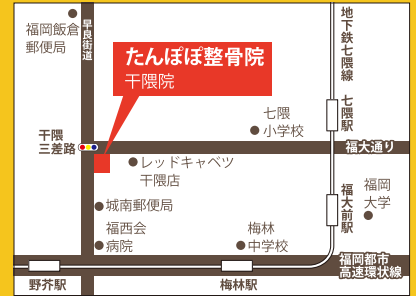 福岡飯倉
郵便局
早良街道
たんぽぽ整骨院
干隈院
地下鉄七隈線
七隈駅
七隈
小学校
干隈
三差路
福大通り
レッドキャベツ
干隈店
福大前駅
福岡
大学
城南郵便局
福西会
病院
梅林
中学校
福岡都市
高速環状線
野芥駅
梅林駅